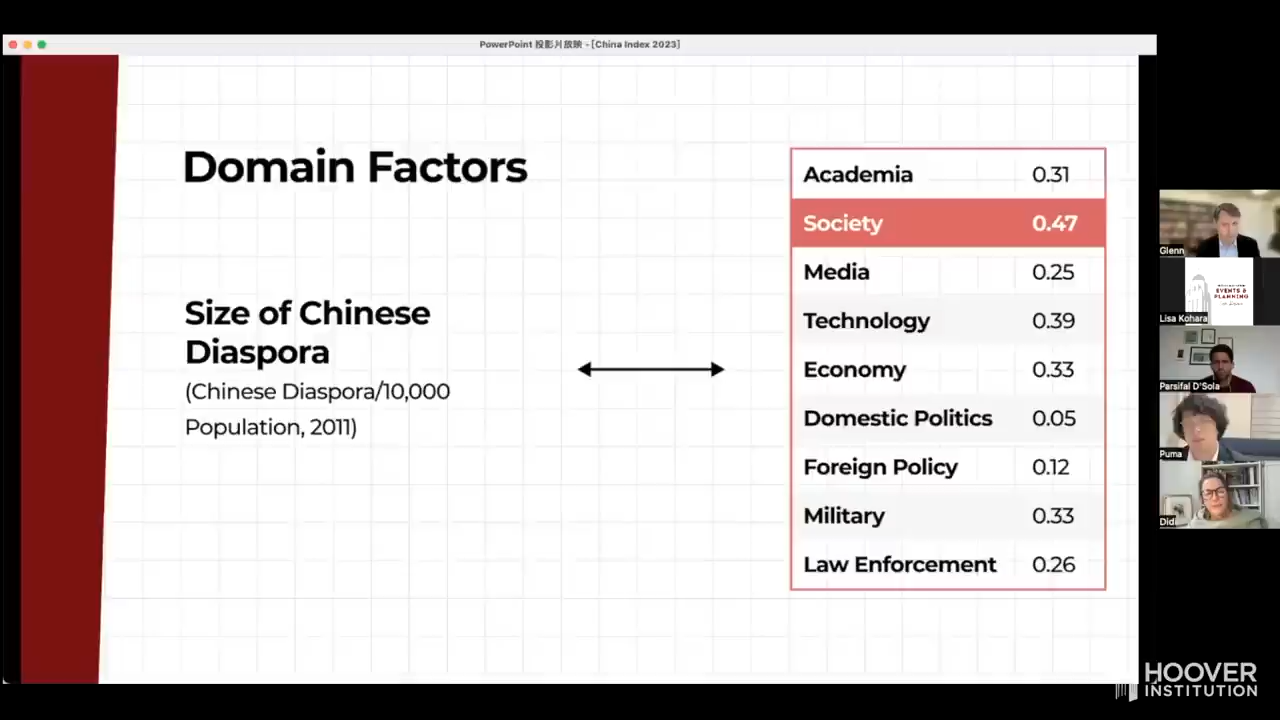 PowerPoint 投影片放映 - [China Index 2023]
Domain Factors
Size of Chinese
Diaspora
(Chinese Diaspora/10,000
Population, 2011)
Academia 0.31
Society 0.47
Media 0.25
Technology 0.39
Economy 0.33
Domestic Politics 0.05
Foreign Policy 0.12
Military 0.33
Law Enforcement 0.26
Glenn
EVENTS &
PLANNING
Lisa Kohara
Parsifal D'Sola
Puma
Didi
HOOVER
INSTITUTION